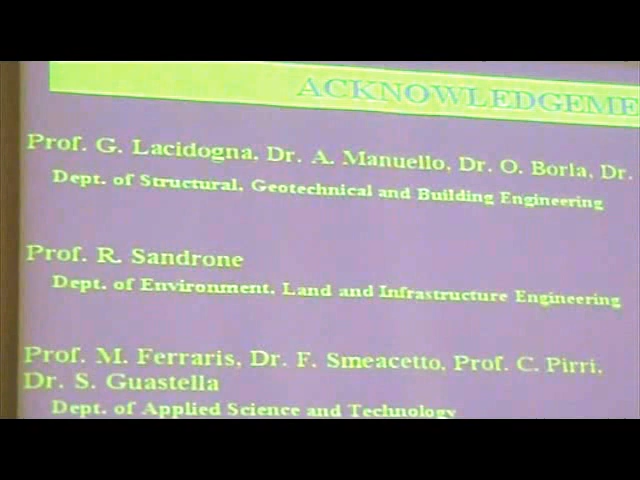 ACKNOWLEDGEME
Prof. G. Lacidogna, Dr. A. Manuello, Dr. O. Borla, Dr.
Dept. of Structural, Geotechnical and Building Engineering
Prof. R. Sandrone
Dept. of Environment, Land and Infrastructure Engineering
Prof. M. Ferraris, Dr. F. Smeacetto, Prof. C. Pirri,
Dr. S. Guastella
Dept. of Applied Science and Technology